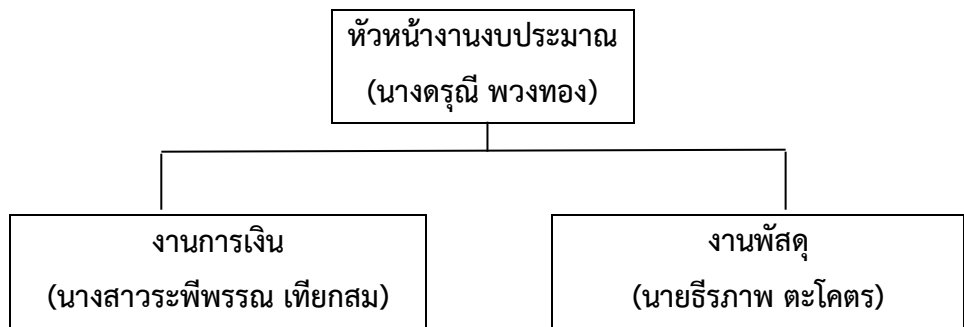 หัวหน้างานงบประมาณ
(นางดรุณี พวงทอง)
งานการเงิน
(นางสาวระพีพรรณ เทียกสม)
งานพัสดุ
(นายธีรภาพ ตะโคตร)